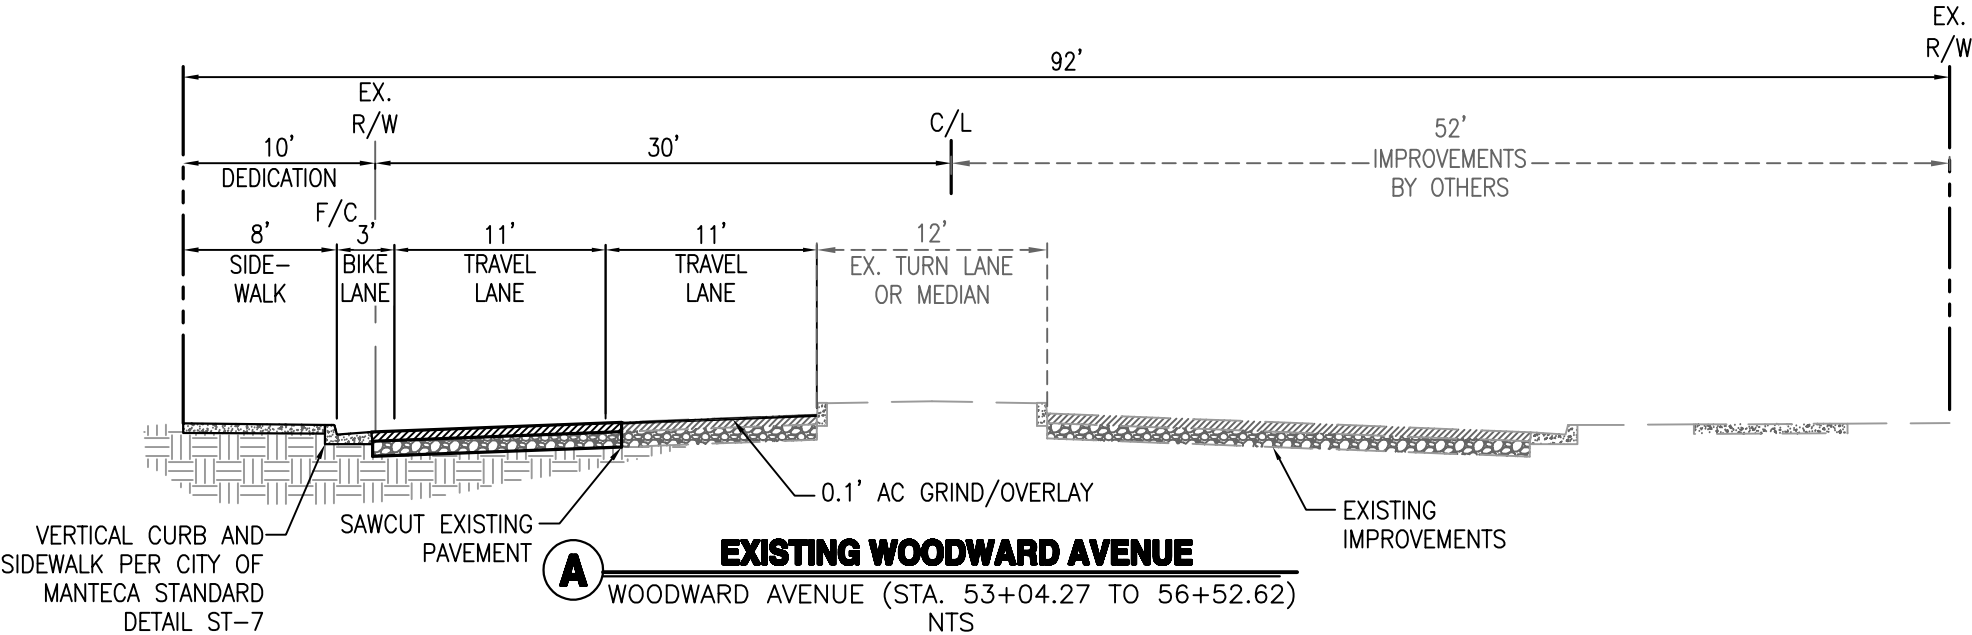 EX.
R/W
92'
EX.
R/W
C/L
10'
DEDICATION
30'
52'
IMPROVEMENTS
BY OTHERS
F/C
8'
SIDE-
WALK
3'
BIKE
LANE
11'
TRAVEL
LANE
11'
TRAVEL
LANE
12'
EX. TURN LANE
OR MEDIAN
0.1' AC GRIND/OVERLAY
SAWCUT EXISTING
PAVEMENT
EXISTING
IMPROVEMENTS
VERTICAL CURB AND
SIDEWALK PER CITY OF
MANTECA STANDARD
DETAIL ST-7
A
EXISTING WOODWARD AVENUE
WOODWARD AVENUE (STA. 53+04.27 TO 56+52.62)
NTS